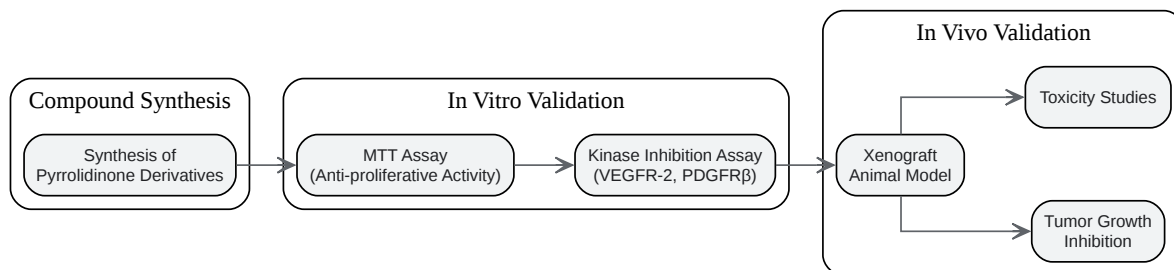 Compound Synthesis
Synthesis of
Pyrrolidinone Derivatives
In Vitro Validation
MTT Assay
(Anti-proliferative Activity)
Kinase Inhibition Assay
(VEGFR-2, PDGFRβ)
In Vivo Validation
Xenograft
Animal Model
Toxicity Studies
Tumor Growth
Inhibition